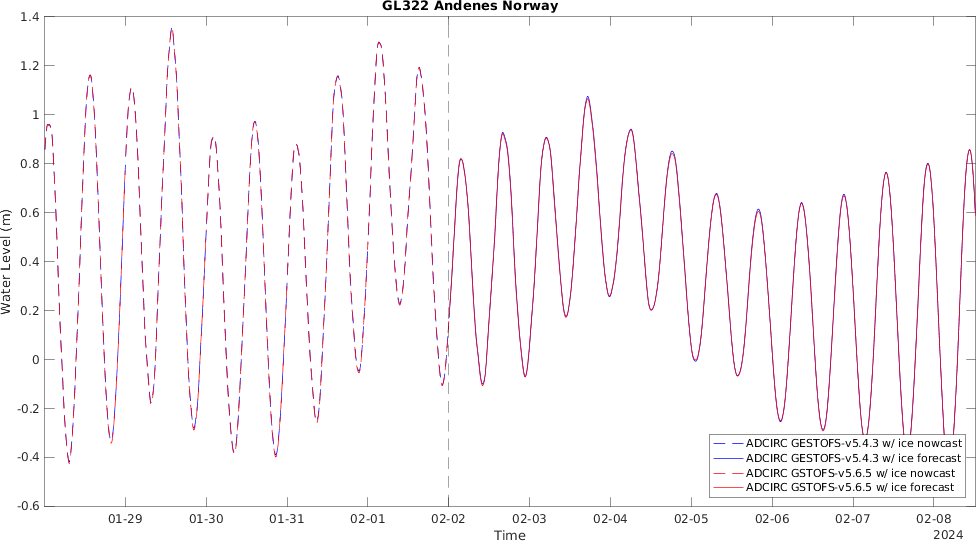 GL322 Andenes Norway
1.4
1.2
1
0.8
0.6
0.4
0.2
0
-0.2
-0.4
-0.6
Water Level (m)
ADCIRC GESTOFS-v5.4.3 w/ ice nowcast
ADCIRC GESTOFS-v5.4.3 w/ ice forecast
ADCIRC GSTOFS-v5.6.5 w/ ice nowcast
ADCIRC GSTOFS-v5.6.5 w/ ice forecast
01-29 01-30 01-31 02-01 02-02 02-03 02-04 02-05 02-06 02-07 02-08
Time
2024